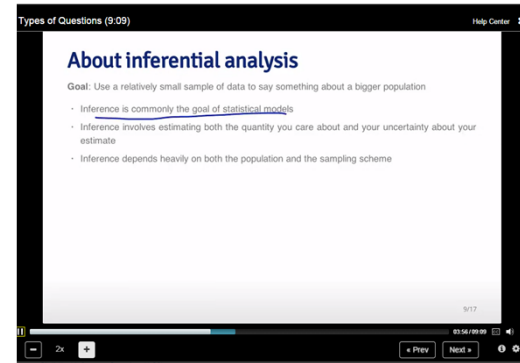 Types of Questions (9:09)
Help Center
About inferential analysis
Goal: Use a relatively small sample of data to say something about a bigger population
· Inference is commonly the goal of statistical models
· Inference involves estimating both the quantity you care about and your uncertainty about your
estimate
· Inference depends heavily on both the population and the sampling scheme
9/17
03:56/09:09
− 2x + « Prev Next »